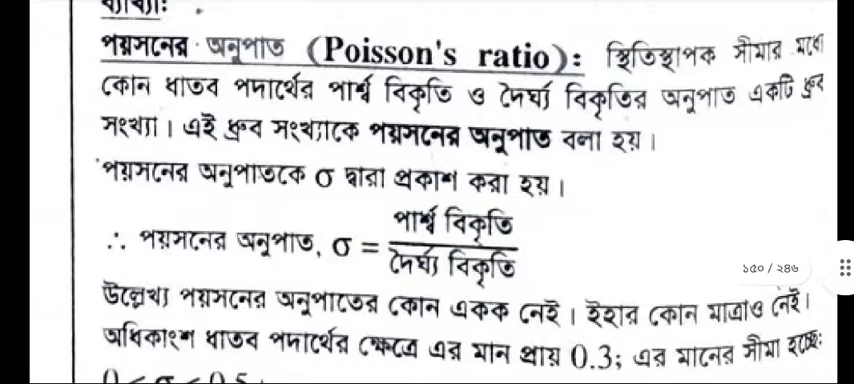 ব্যাখ্যা:
পয়সনের অনুপাত (Poisson's ratio): স্থিতিস্থাপক সীমার মধ্যে
কোন ধাতব পদার্থের পার্শ্ব বিকৃতি ও দৈর্ঘ্য বিকৃতির অনুপাত একটি ধ্রুব
সংখ্যা। এই ধ্রুব সংখ্যাকে পয়সনের অনুপাত বলা হয়।
পয়সনের অনুপাতকে σ দ্বারা প্রকাশ করা হয়।
∴ পয়সনের অনুপাত, σ = পার্শ্ব বিকৃতি
দৈর্ঘ্য বিকৃতি
১৫০ / ২৪৬
উল্লেখ্য পয়সনের অনুপাতের কোন একক নেই। ইহার কোন মাত্রাও নেই।
অধিকাংশ ধাতব পদার্থের ক্ষেত্রে এর মান প্রায় 0.3; এর মানের সীমা হচ্ছে: